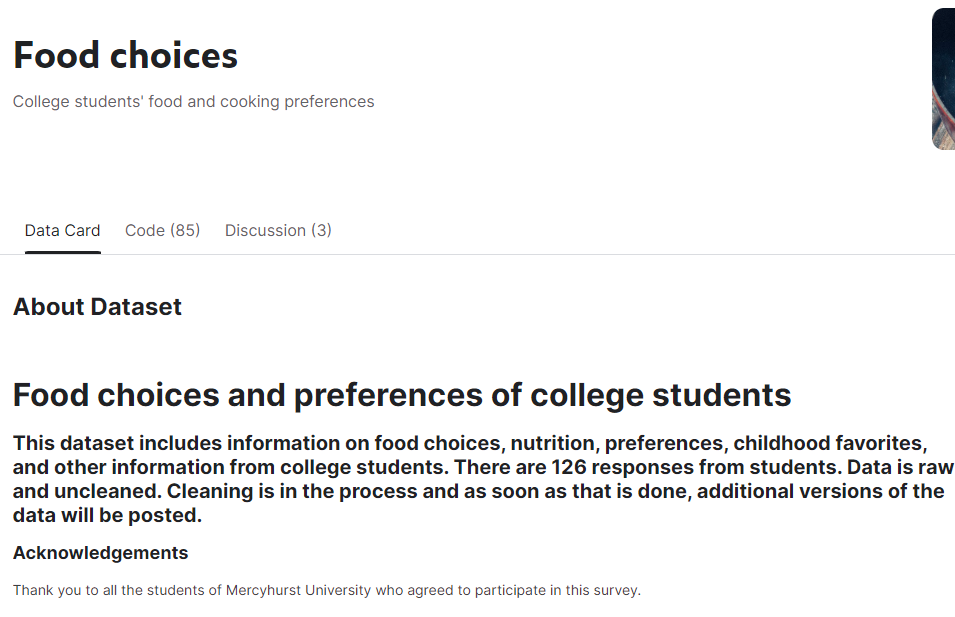 Food choices
College students' food and cooking preferences
Data Card
Code (85)
Discussion (3)
About Dataset
Food choices and preferences of college students
This dataset includes information on food choices, nutrition, preferences, childhood favorites,
and other information from college students. There are 126 responses from students. Data is raw
and uncleaned. Cleaning is in the process and as soon as that is done, additional versions of the
data will be posted.
Acknowledgements
Thank you to all the students of Mercyhurst University who agreed to participate in this survey.